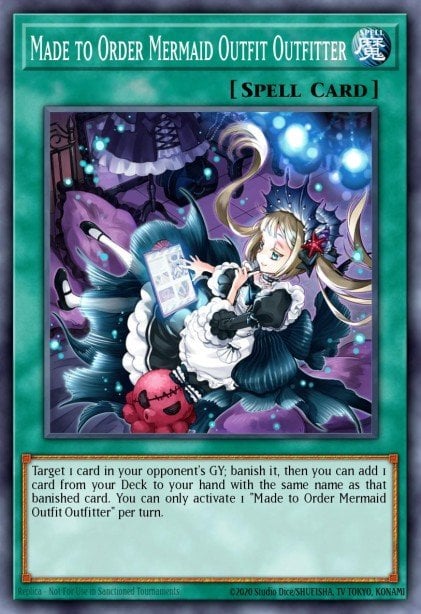 Made to Order Mermaid Outfit Outfitter
SPELL
魔
[ Spell Card ]
Target 1 card in your opponent's GY; banish it, then you can add 1
card from your Deck to your hand with the same name as that
banished card. You can only activate 1 "Made to Order Mermaid
Outfit Outfitter" per turn.
Replica - Not For Use in Sanctioned Tournaments
©2020 Studio Dice/SHUEISHA, TV TOKYO, KONAMI